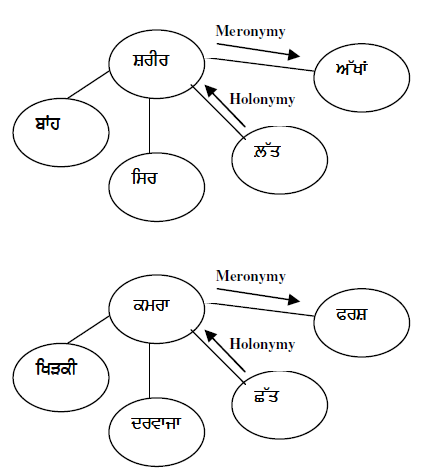 Meronymy
ਸ਼ਰੀਰ
ਅੱਖਾਂ
Holonymy
ਬਾਂਹ
ਲ਼ੱਤ
ਸਿਰ
Meronymy
ਕਮਰਾ
ਫਰਸ਼
Holonymy
ਖਿੜਕੀ
ਛੱਤ
ਦਰਵਾਜਾ